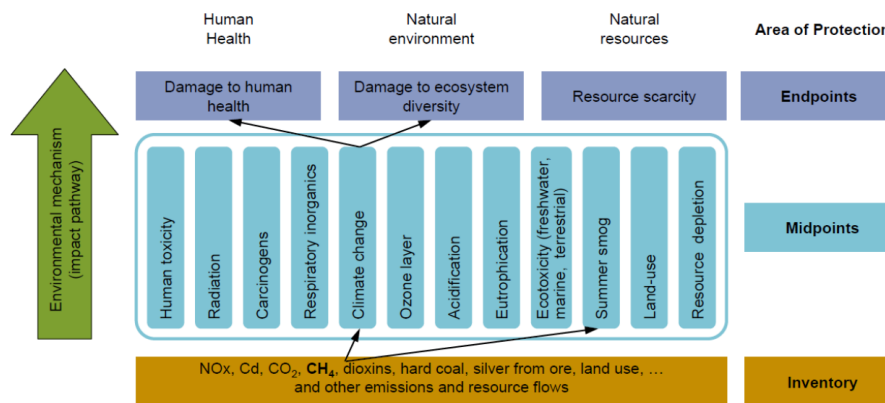 Human
Health
Natural
environment
Natural
resources
Area of Protection
Damage to human
health
Damage to ecosystem
diversity
Resource scarcity
Endpoints
Environmental mechanism
(impact pathway)
Human toxicity
Radiation
Carcinogens
Respiratory inorganics
Climate change
Ozone layer
Acidification
Eutrophication
Ecotoxicity (freshwater,
marine, terrestrial)
Summer smog
Land-use
Resource depletion
Midpoints
NOx, Cd, CO₂, CH₄, dioxins, hard coal, silver from ore, land use, …
and other emissions and resource flows
Inventory